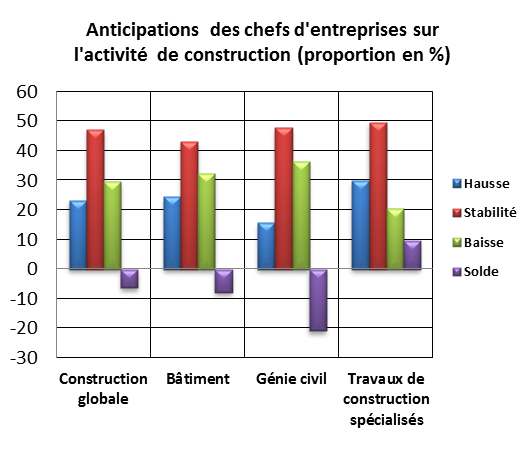 Anticipations des chefs d'entreprises sur
l'activité de construction (proportion en %)
60
50
40
30
20
10
0
-10
-20
-30
Hausse
Stabilité
Baisse
Solde
Construction
globale
Bâtiment
Génie civil
Travaux de
construction
spécialisés